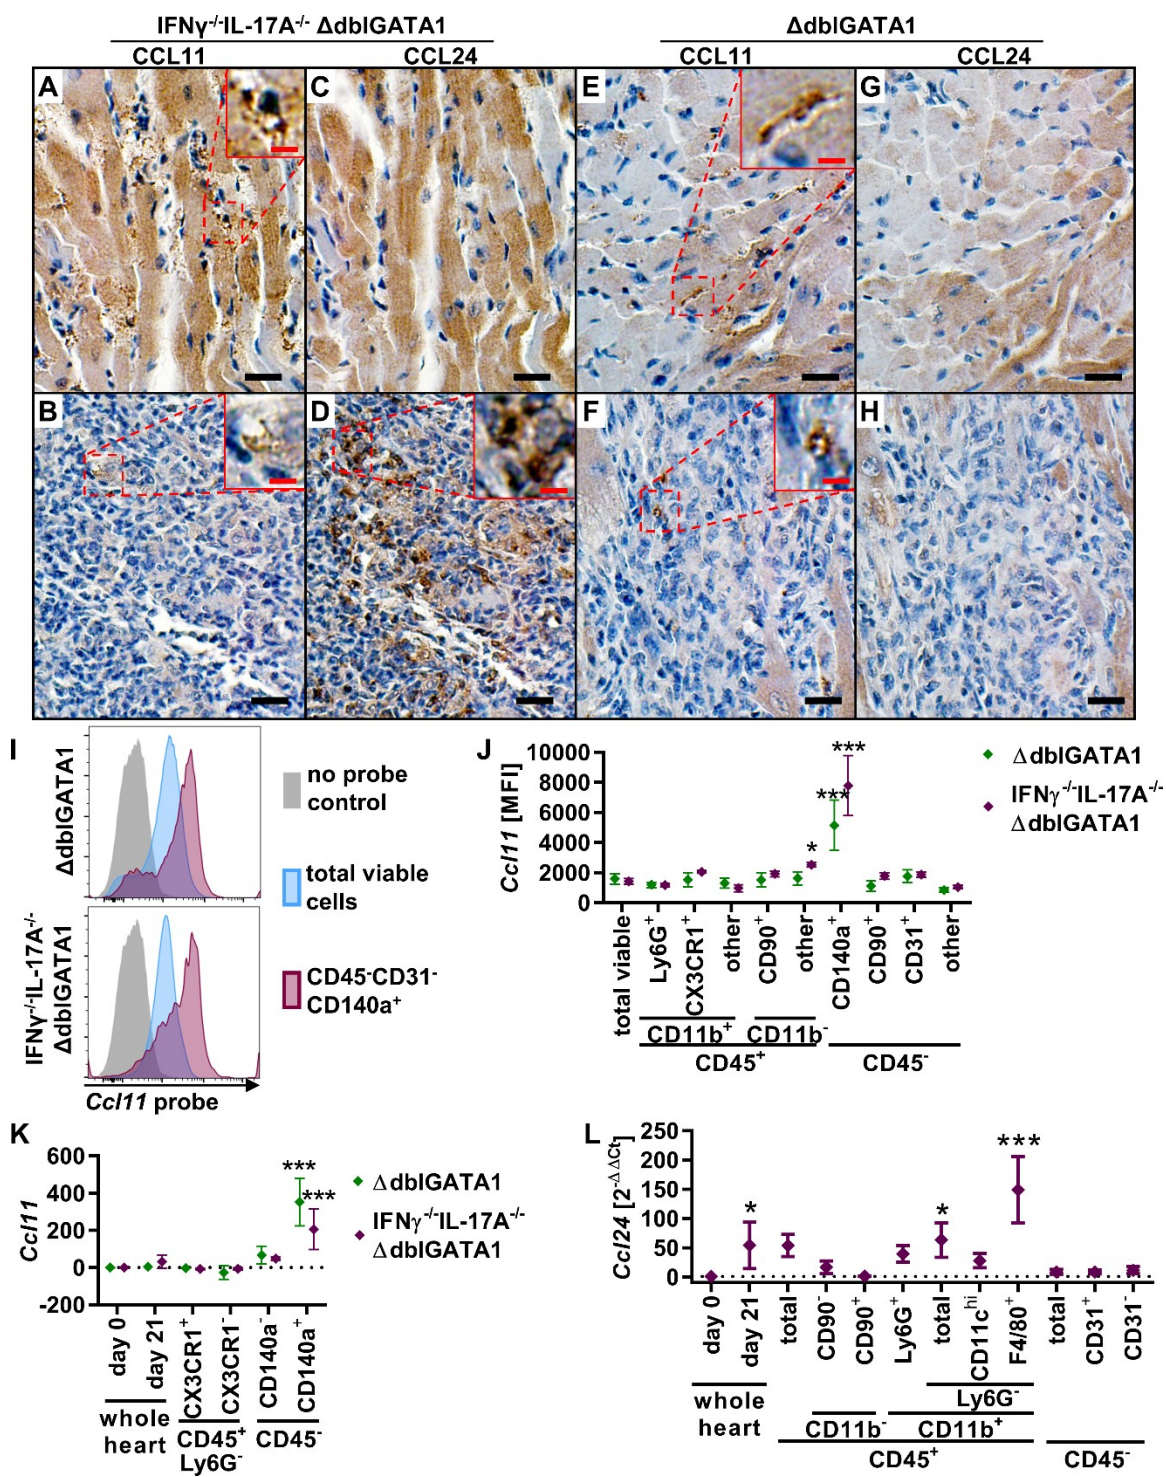 IFNγ-/-IL-17A-/- ΔdblGATA1
ΔdblGATA1
CCL11
CCL24
CCL11
CCL24
A
C
E
G
B
D
F
H
I
ΔdblGATA1
IFNγ-/-IL-17A-/-
ΔdblGATA1
Ccl11 probe
no probe
control
total viable
cells
CD45-CD31-
CD140a+
J
Ccl11 [MFI]
10000
8000
6000
4000
2000
0
***
***
*
ΔdblGATA1
IFNγ-/-IL-17A-/-
ΔdblGATA1
total viable
Ly6G+
CX3CR1+
other
CD90+
other
CD140a+
CD90+
CD31+
other
CD11b+
CD11b-
CD45+
CD45-
K
Ccl11
600
400
200
0
-200
***
***
ΔdblGATA1
IFNγ-/-IL-17A-/-
ΔdblGATA1
day 0
day 21
CX3CR1+
CX3CR1-
CD140a-
CD140a+
whole
heart
CD45+
Ly6G-
CD45-
L
Ccl24 [2-ΔΔCt]
250
200
150
100
50
0
*
*
***
day 0
day 21
total
CD90-
CD90+
Ly6G+
total
CD11chi
F4/80+
total
CD31+
CD31-
whole
heart
Ly6G-
CD11b-
CD11b+
CD45+
CD45-